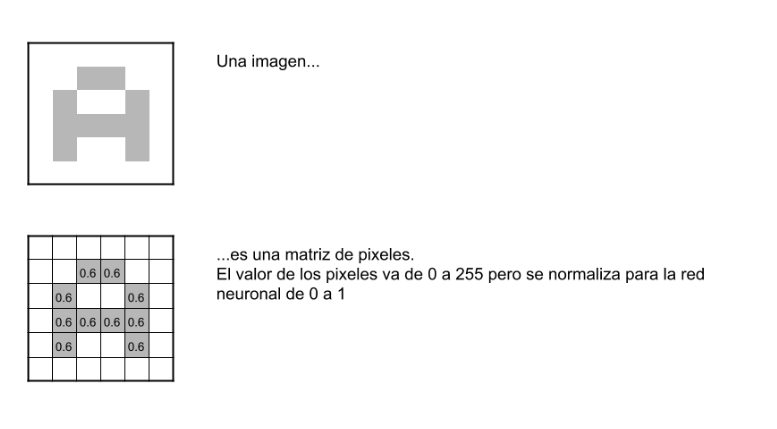 Una imagen...
...es una matriz de pixeles.
El valor de los pixeles va de 0 a 255 pero se normaliza para la red
neuronal de 0 a 1
0.6 0.6
0.6 0.6
0.6 0.6 0.6 0.6
0.6 0.6